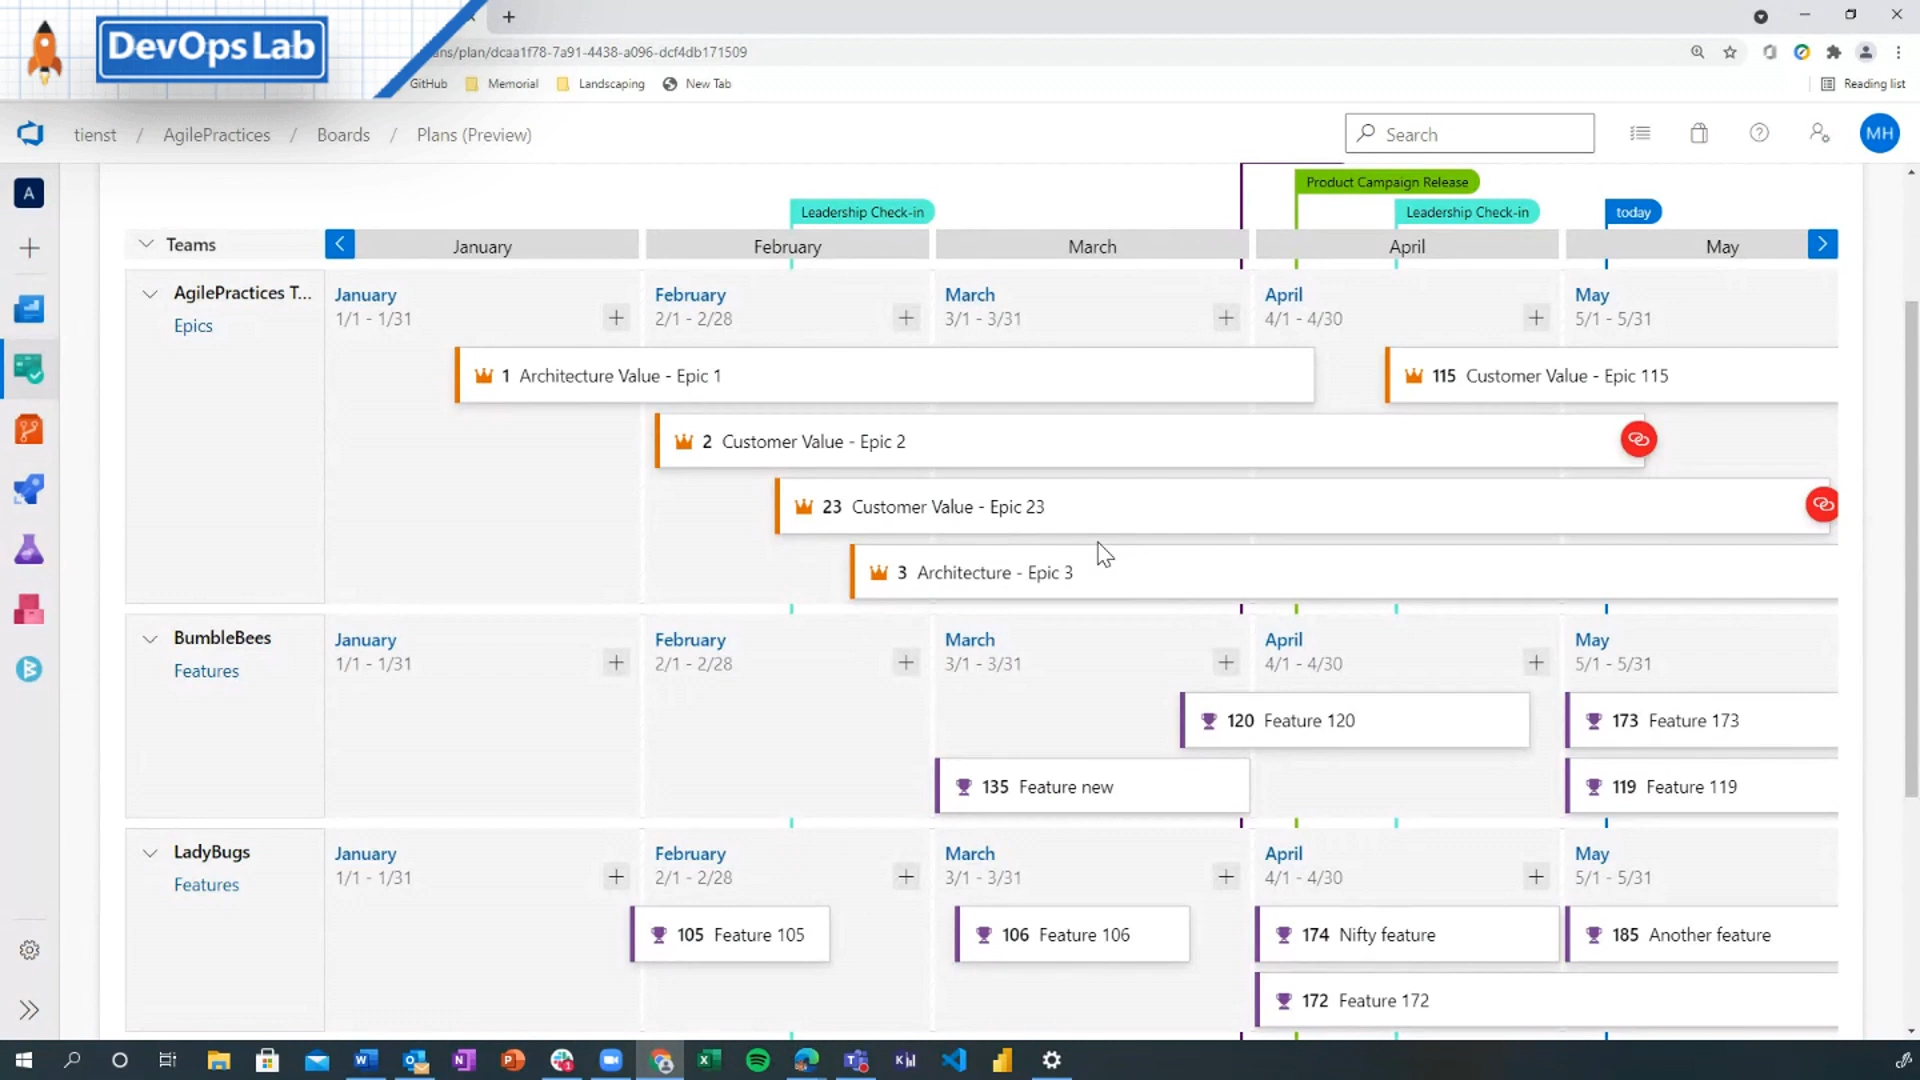 DevOps Lab
ans/plan/dcaa1f78-7a91-4438-a096-dcf4db171509
GitHub Memorial Landscaping New Tab Reading list
tienst / AgilePractices / Boards / Plans (Preview) Search MH
A
Product Campaign Release
Leadership Check-in Leadership Check-in today
Teams January February March April May
AgilePractices T...
Epics
January February March April May
1/1 - 1/31 2/1 - 2/28 3/1 - 3/31 4/1 - 4/30 5/1 - 5/31
1 Architecture Value - Epic 1 115 Customer Value - Epic 115
2 Customer Value - Epic 2
23 Customer Value - Epic 23
3 Architecture - Epic 3
BumbleBees
Features
January February March April May
1/1 - 1/31 2/1 - 2/28 3/1 - 3/31 4/1 - 4/30 5/1 - 5/31
120 Feature 120 173 Feature 173
135 Feature new 119 Feature 119
LadyBugs
Features
January February March April May
1/1 - 1/31 2/1 - 2/28 3/1 - 3/31 4/1 - 4/30 5/1 - 5/31
105 Feature 105 106 Feature 106 174 Nifty feature 185 Another feature
172 Feature 172